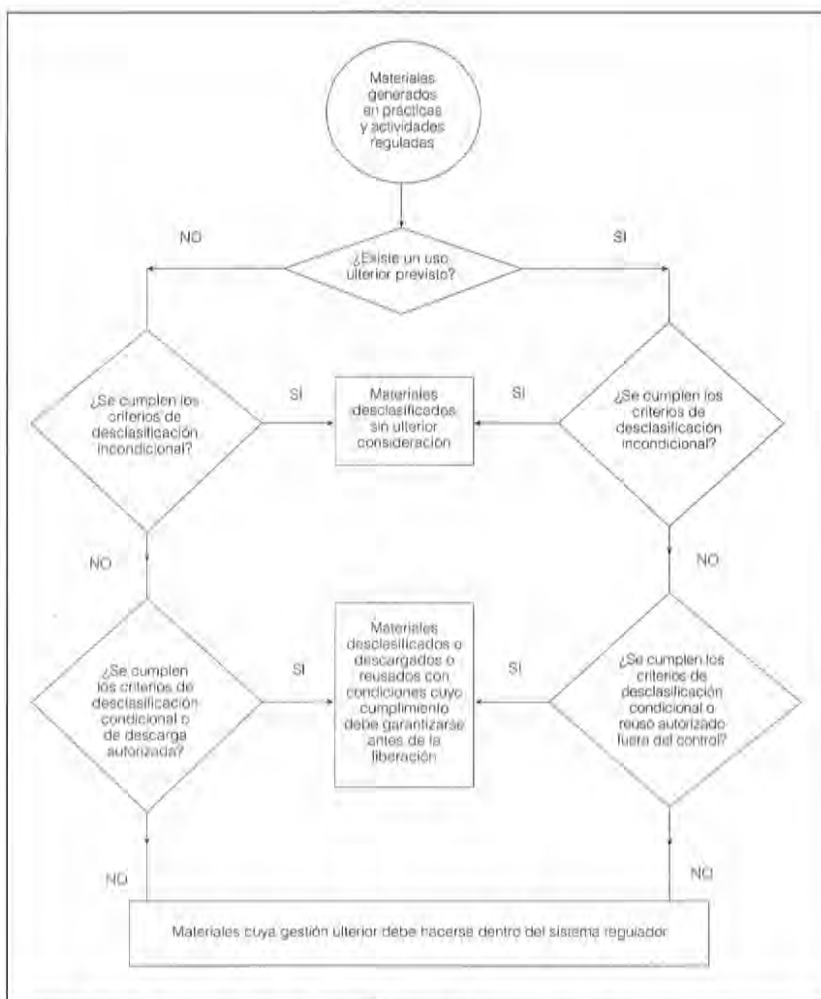 Materiales
generados
en prácticas
y actividades
reguladas
NO
SI
¿Existe un uso
ulterior previsto?
¿Se cumplen los
criterios de
desclasificación
incondicional?
SI
Materiales
desclasificados
sin ulterior
consideración
SI
¿Se cumplen los
criterios de
desclasificación
incondicional?
NO
NO
¿Se cumplen
los criterios de
desclasificación
condicional o
de descarga
autorizada?
SI
Materiales
desclasificados o
descargados o
reusados con
condiciones cuyo
cumplimiento
debe garantizarse
antes de la
liberación
SI
¿Se cumplen los
criterios de
desclasificación
condicional o
reuso autorizado
fuera del control?
NO
NO
Materiales cuya gestión ulterior debe hacerse dentro del sistema regulador